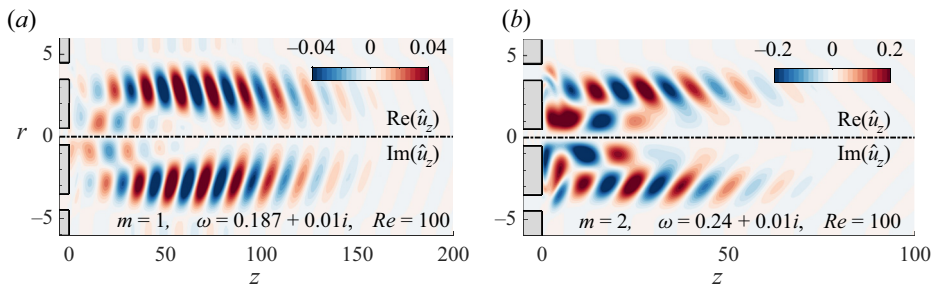 (a)
(b)
−0.04 0 0.04
−0.2 0 0.2
5
0
−5
r
Re(û_z)
Im(û_z)
m = 1, ω = 0.187 + 0.01i, Re = 100
0 50 100 150 200
z
5
0
−5
Re(û_z)
Im(û_z)
m = 2, ω = 0.24 + 0.01i, Re = 100
0 50 100
z